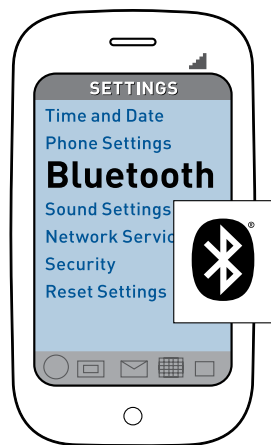 SETTINGS
Time and Date
Phone Settings
Bluetooth
Sound Settings
Network Servic
Security
Reset Settings
®